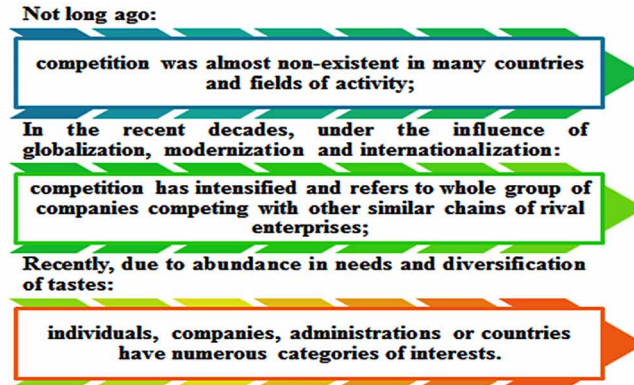 Not long ago:
competition was almost non-existent in many countries
and fields of activity;
In the recent decades, under the influence of
globalization, modernization and internationalization:
competition has intensified and refers to whole group of
companies competing with other similar chains of rival
enterprises;
Recently, due to abundance in needs and diversification
of tastes:
individuals, companies, administrations or countries
have numerous categories of interests.